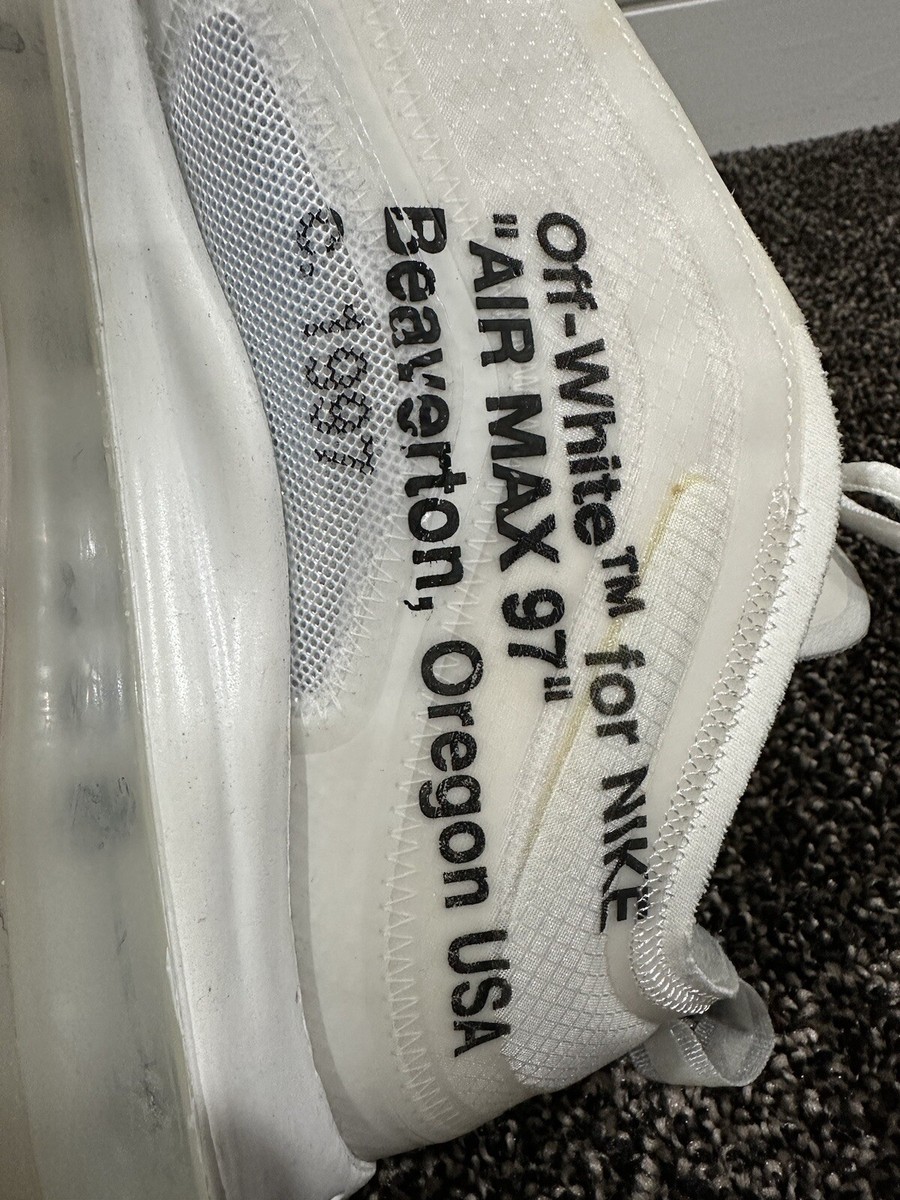 Off-White™ for NIKE
"AIR MAX 97"
Beaverton, Oregon USA
c. 1997